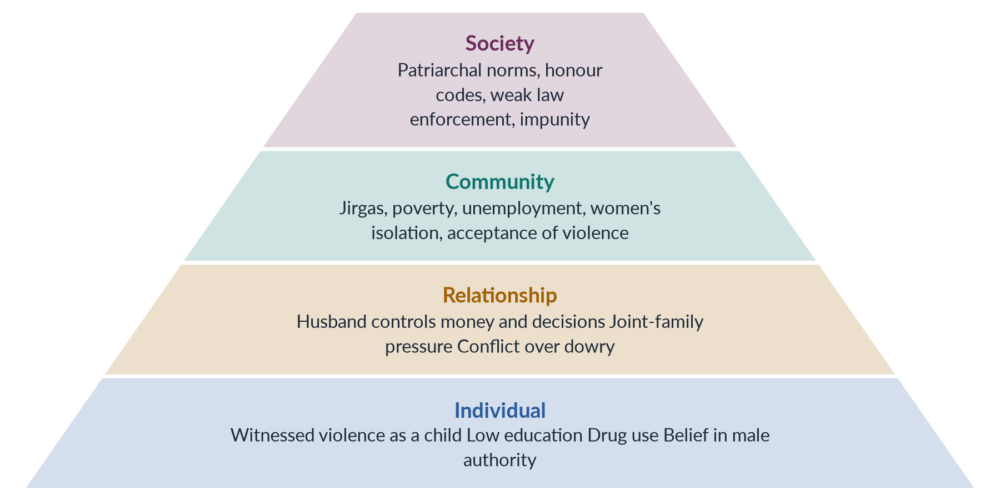 Society
Patriarchal norms, honour
codes, weak law
enforcement, impunity
Community
Jirgas, poverty, unemployment, women's
isolation, acceptance of violence
Relationship
Husband controls money and decisions Joint-family
pressure Conflict over dowry
Individual
Witnessed violence as a child Low education Drug use Belief in male
authority